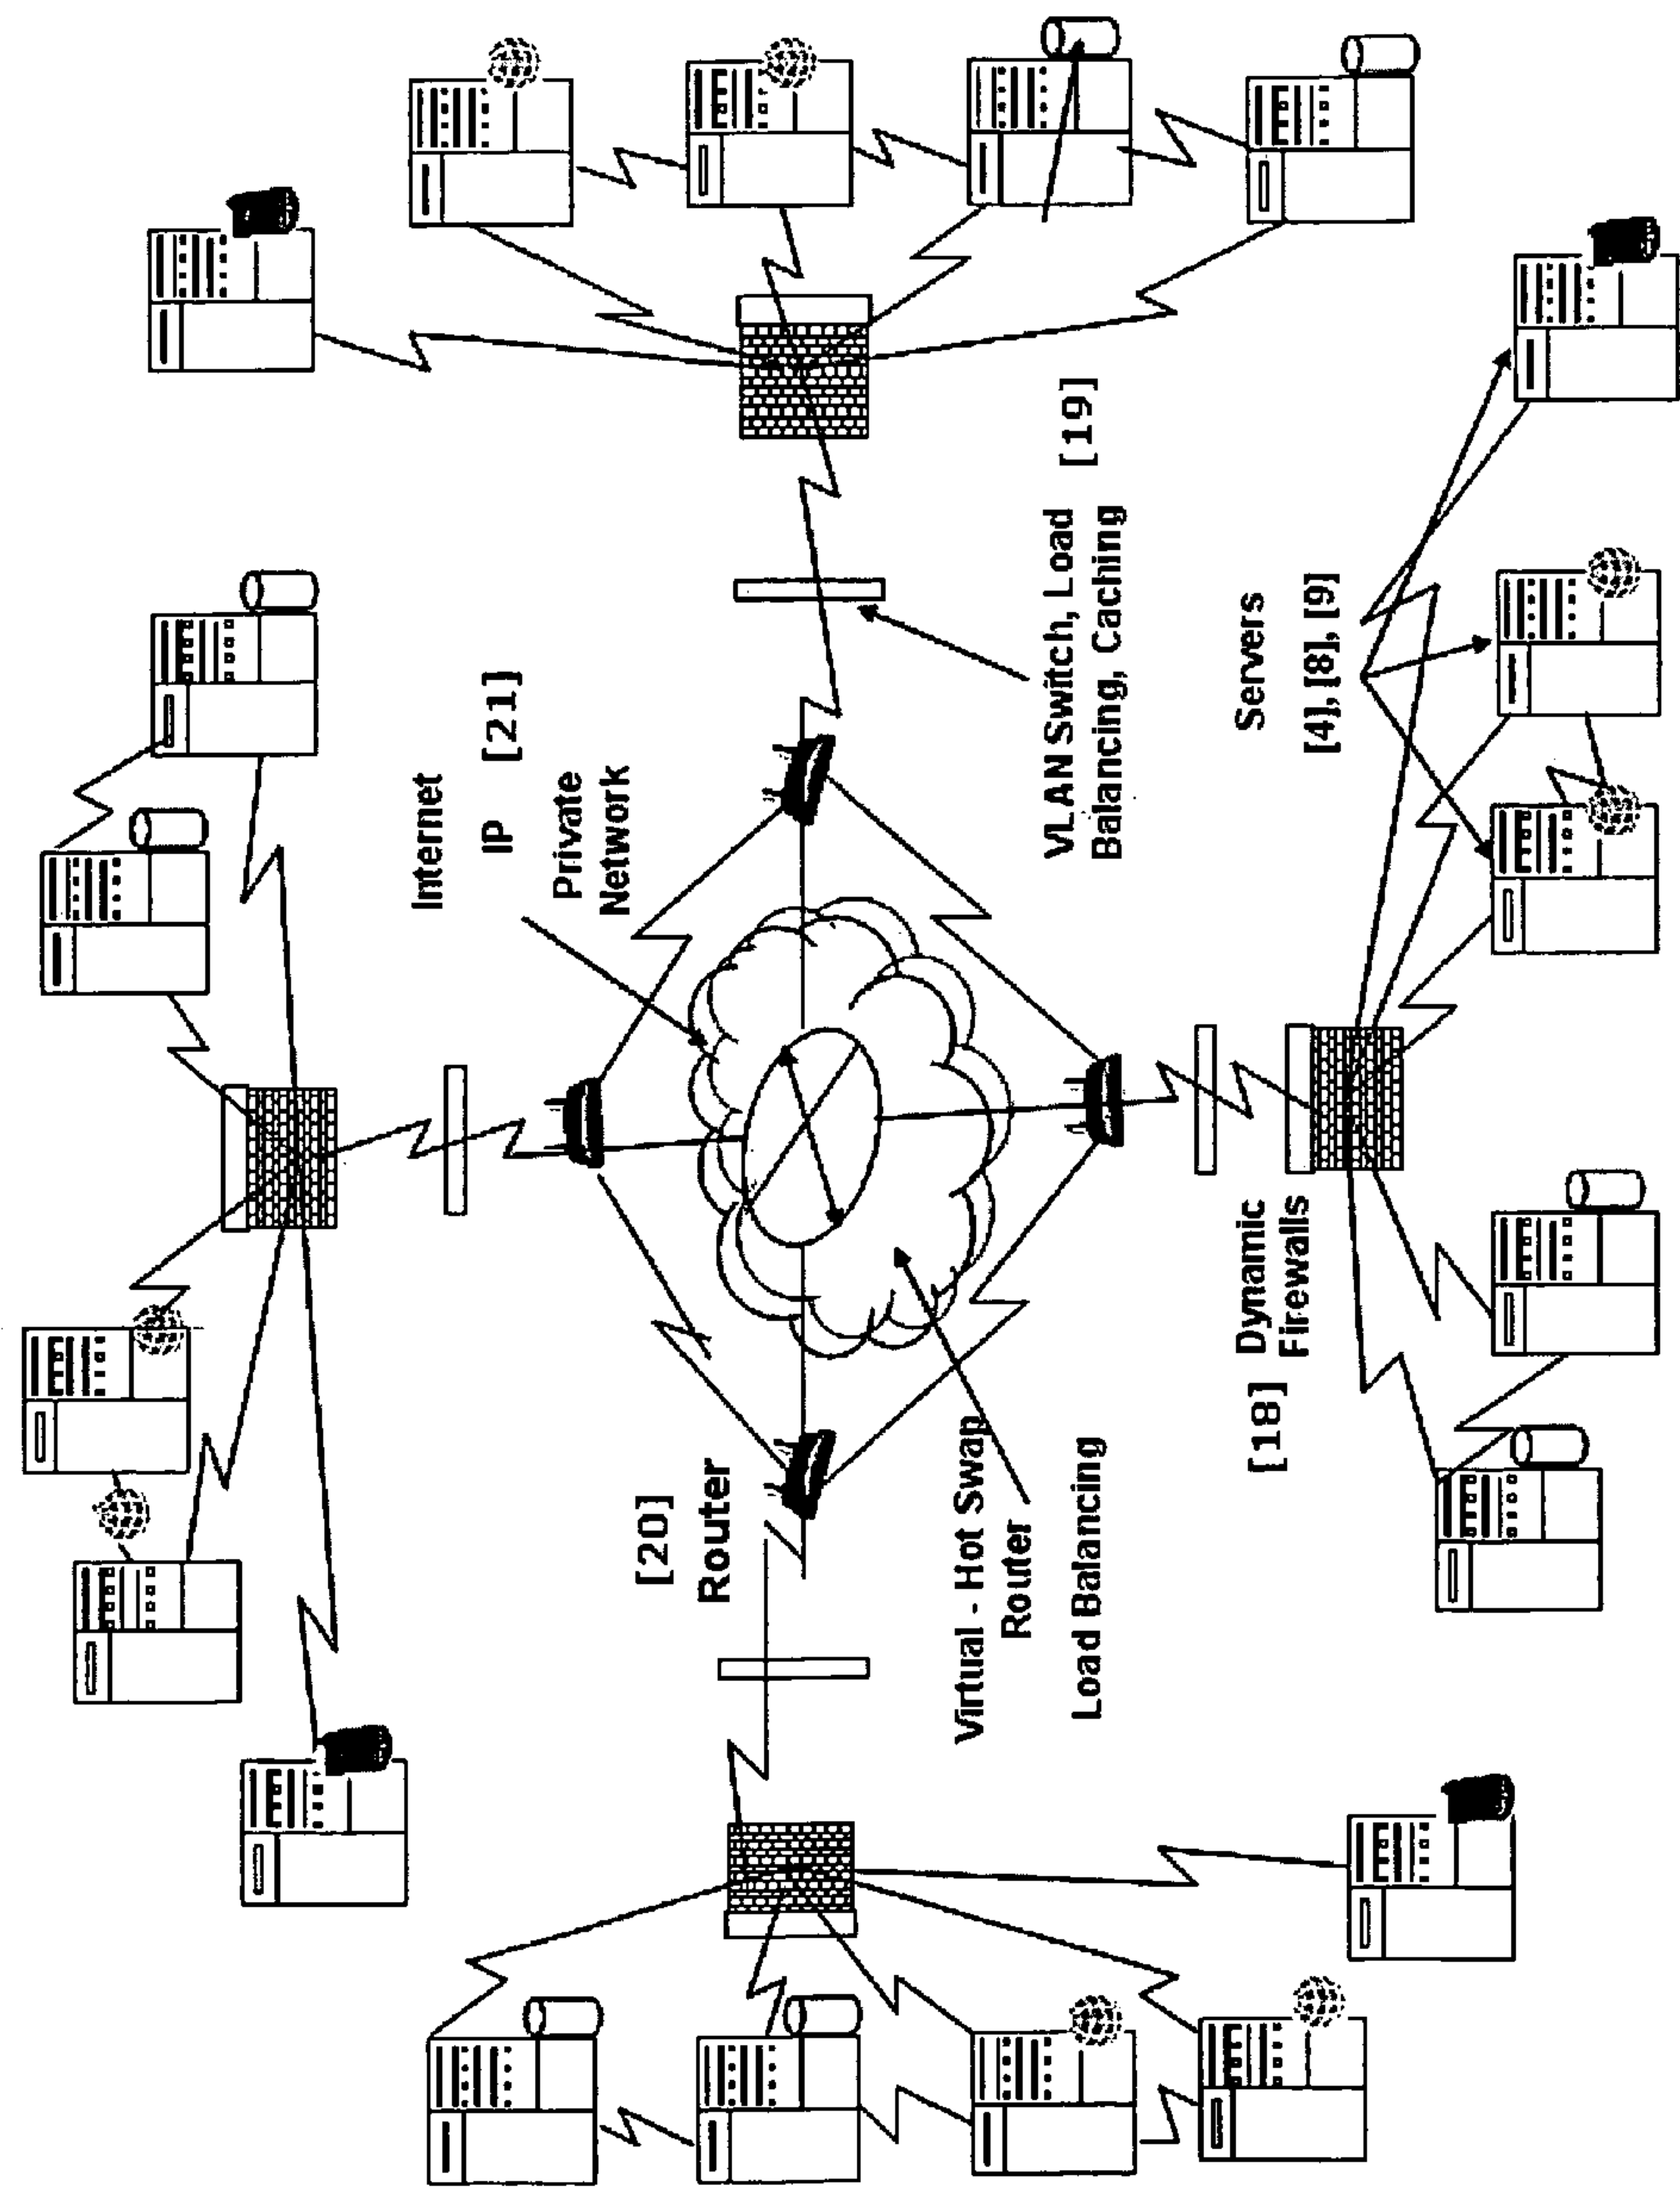 Internet
IP [21]
Private
Network
[20]
Router
VLAN Switch, Load [19]
Balancing, Caching
Virtual - Hot Swap
Router
Load Balancing
Servers
[4], [8], [9]
[18] Dynamic
Firewalls